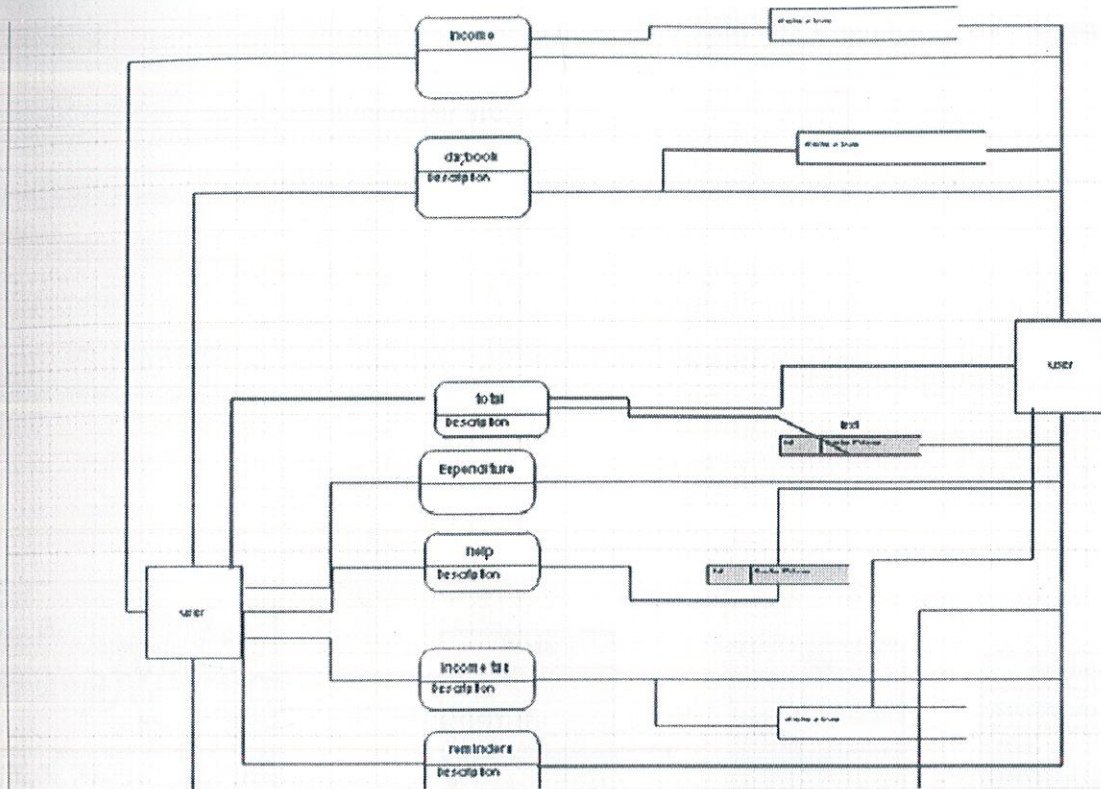 Income
daybook
Description
user
total
Description
text
Expenditure
help
Description
user
Income tax
Description
reminders
Description